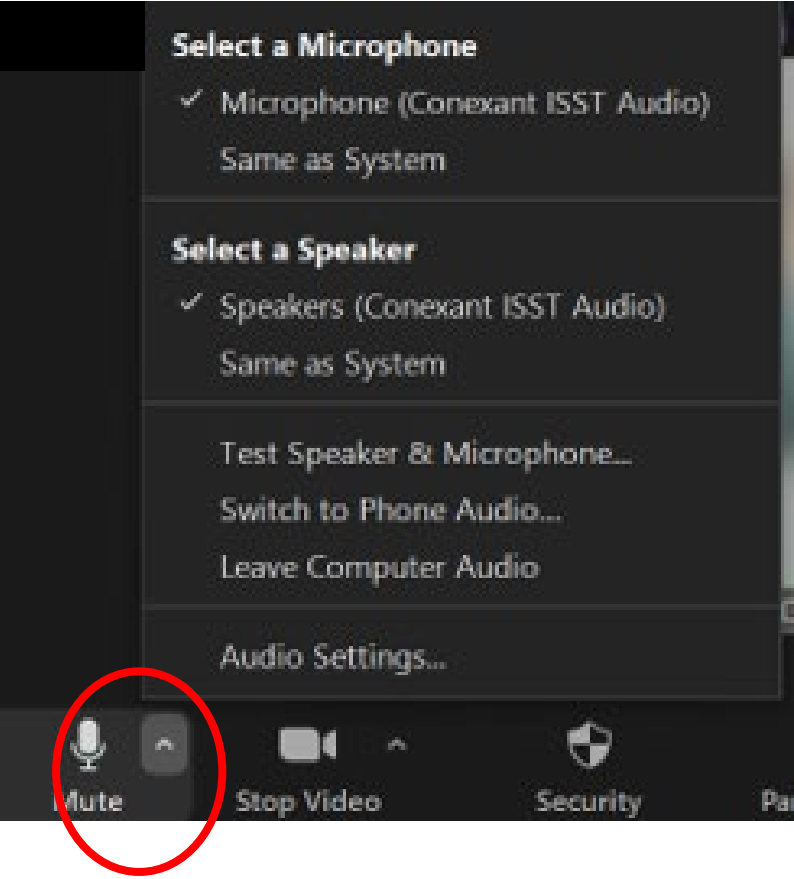 Select a Microphone
✓ Microphone (Conexant ISST Audio)
Same as System
Select a Speaker
✓ Speakers (Conexant ISST Audio)
Same as System
Test Speaker & Microphone...
Switch to Phone Audio...
Leave Computer Audio
Audio Settings...
Mute Stop Video Security